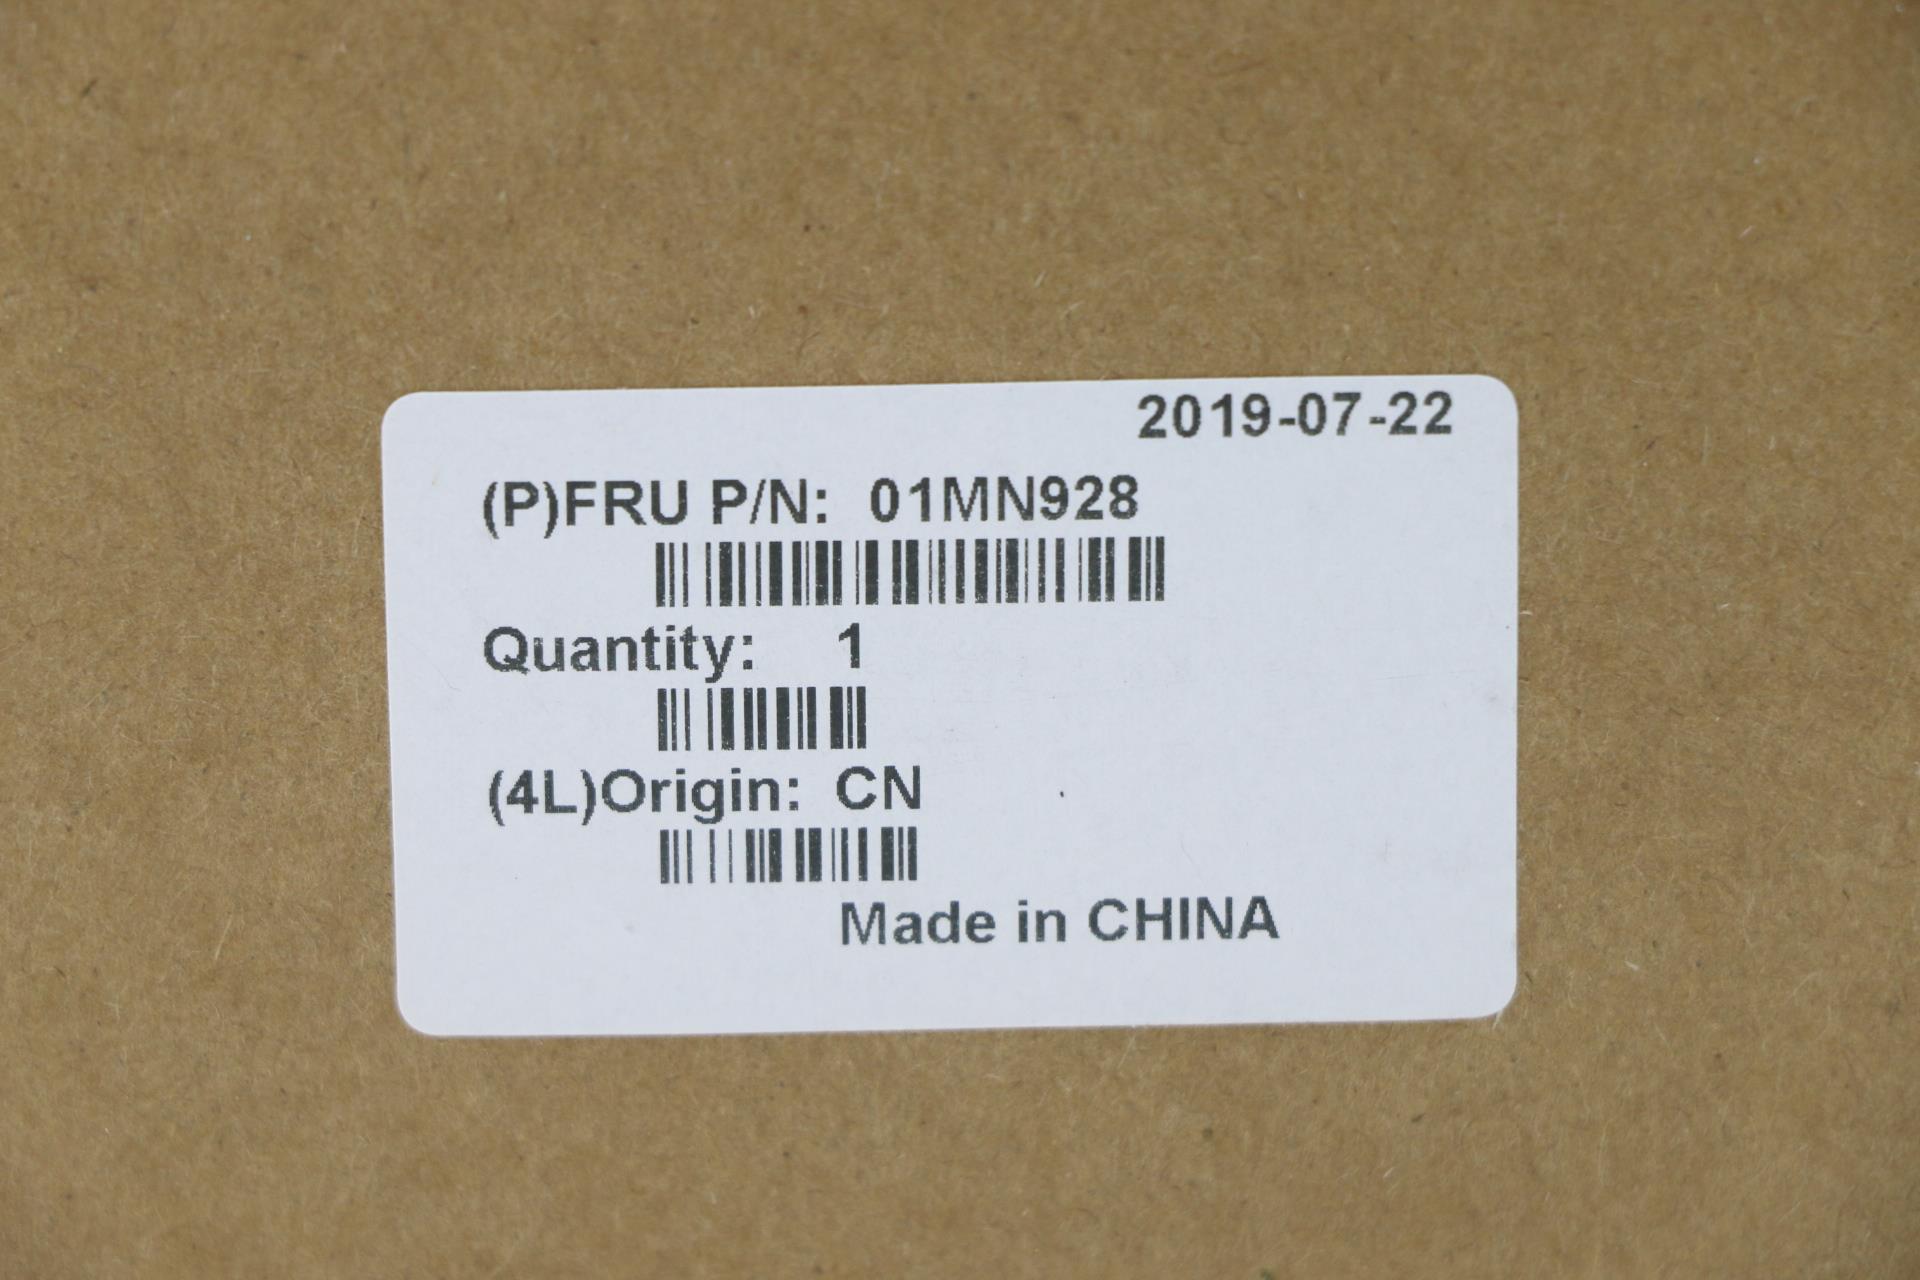 2019-07-22
(P)FRU P/N: 01MN928
Quantity: 1
(4L)Origin: CN
Made in CHINA